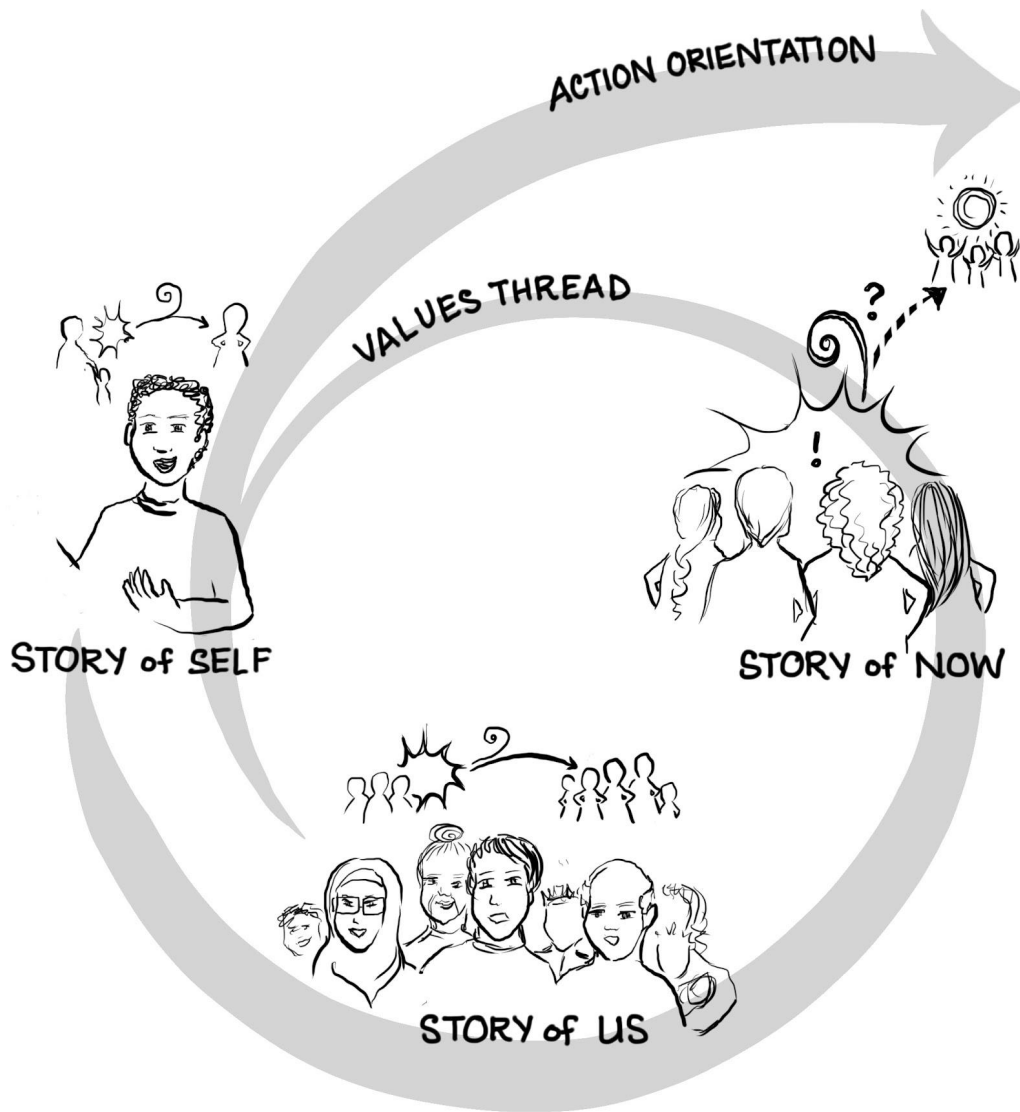 ACTION ORIENTATION
VALUES THREAD
?
!
STORY of SELF
STORY of NOW
STORY of US